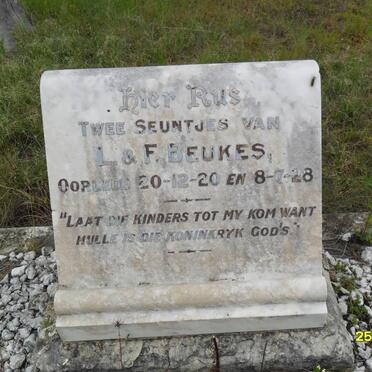 Hier Rus
TWEE SEUNTJES VAN
L. & F. BEUKES,
OORLEDE 20-12-20 EN 8-7-28
"LAAT DIE KINDERS TOT MY KOM WANT
HULLE IS DIE KONINKRYK GOD'S."
25